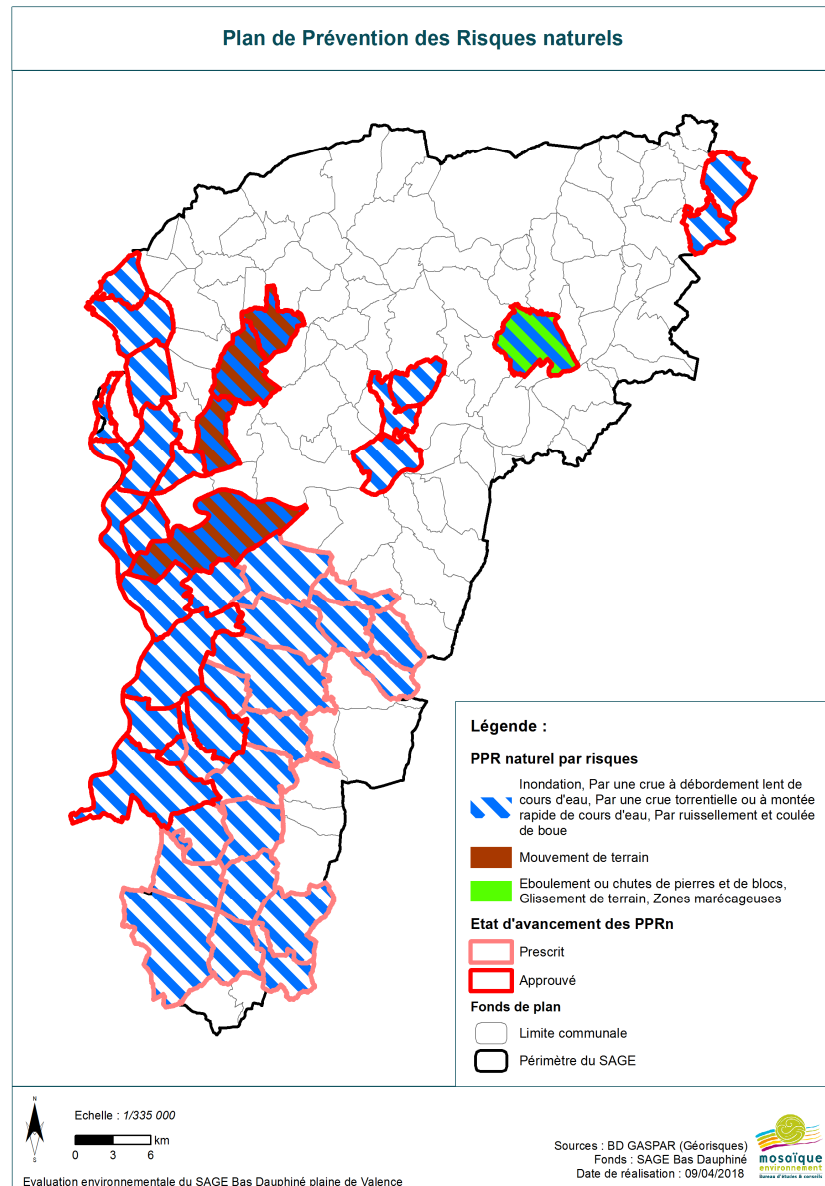 Plan de Prévention des Risques naturels
Légende :
PPR naturel par risques
Inondation, Par une crue à débordement lent de
cours d'eau, Par une crue torrentielle ou à montée
rapide de cours d'eau, Par ruissellement et coulée
de boue
Mouvement de terrain
Eboulement ou chutes de pierres et de blocs,
Glissement de terrain, Zones marécageuses
Etat d'avancement des PPRn
Prescrit
Approuvé
Fonds de plan
Limite communale
Périmètre du SAGE
N
S
Echelle : 1/335 000
0 3 6 km
Sources : BD GASPAR (Géorisques)
Fonds : SAGE Bas Dauphiné
Date de réalisation : 09/04/2018
mosaïque
environnement
Bureau d'études & conseils
Evaluation environnementale du SAGE Bas Dauphiné plaine de Valence